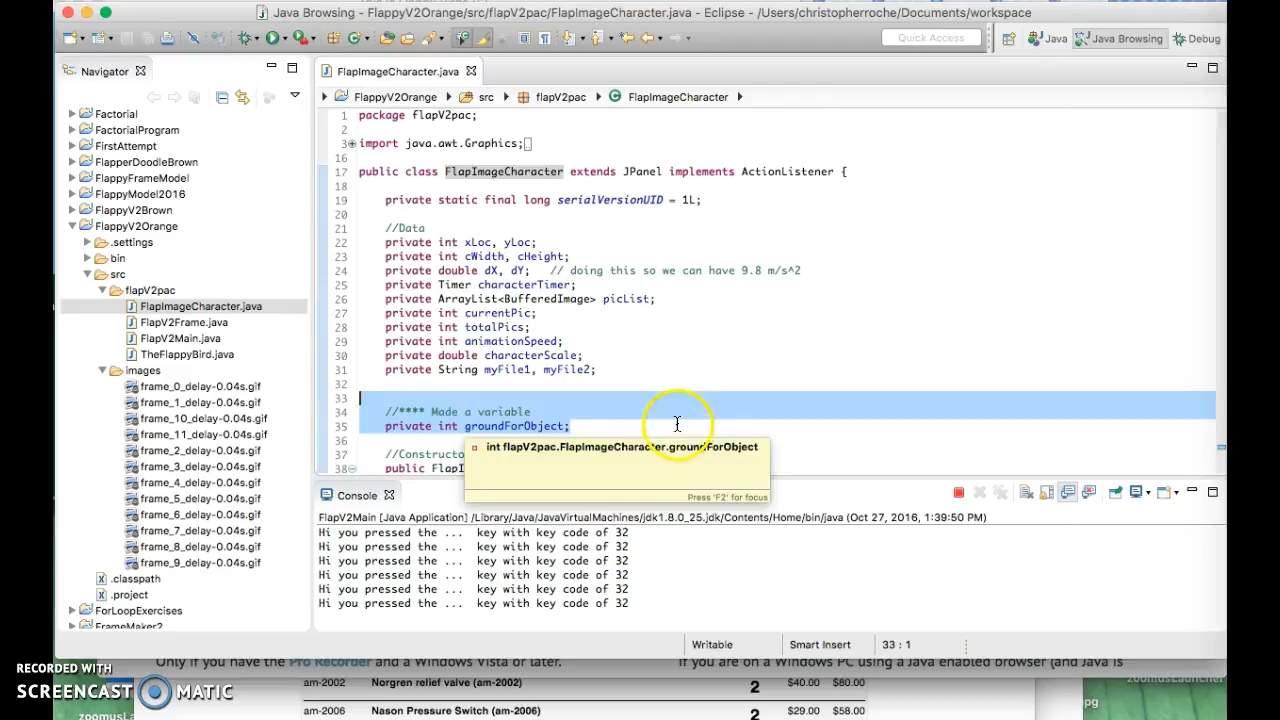 Java Browsing - FlappyV2Orange/src/flapV2pac/FlapImageCharacter.java - Eclipse - /Users/christopherroche/Documents/workspace
Quick Access
Java
Java Browsing
Debug
Navigator
FlapImageCharacter.java
FlappyV2Orange
src
flapV2pac
FlapImageCharacter
Factorial
FactorialProgram
FirstAttempt
FlapperDoodleBrown
FlappyFrameModel
FlappyModel2016
FlappyV2Brown
FlappyV2Orange
.settings
bin
src
flapV2pac
FlapImageCharacter.java
FlapV2Frame.java
FlapV2Main.java
TheFlappyBird.java
images
frame_0_delay-0.04s.gif
frame_1_delay-0.04s.gif
frame_10_delay-0.04s.gif
frame_11_delay-0.04s.gif
frame_2_delay-0.04s.gif
frame_3_delay-0.04s.gif
frame_4_delay-0.04s.gif
frame_5_delay-0.04s.gif
frame_6_delay-0.04s.gif
frame_7_delay-0.04s.gif
frame_8_delay-0.04s.gif
frame_9_delay-0.04s.gif
.classpath
.project
ForLoopExercises
FrameMaker2
1 package flapV2pac;
2
3 import java.awt.Graphics;
16
17 public class FlapImageCharacter extends JPanel implements ActionListener {
18
19 private static final long serialVersionUID = 1L;
20
21 //Data
22 private int xLoc, yLoc;
23 private int cWidth, cHeight;
24 private double dX, dY; // doing this so we can have 9.8 m/s^2
25 private Timer characterTimer;
26 private ArrayList<BufferedImage> picList;
27 private int currentPic;
28 private int totalPics;
29 private int animationSpeed;
30 private double characterScale;
31 private String myFile1, myFile2;
32
33
34 //**** Made a variable
35 private int groundForObject;
36
37 //Constructo
38 public FlapI
int flapV2pac.FlapImageCharacter.groundForObject
Press 'F2' for focus
Console
FlapV2Main [Java Application] /Library/Java/JavaVirtualMachines/jdk1.8.0_25.jdk/Contents/Home/bin/java (Oct 27, 2016, 1:39:50 PM)
Hi you pressed the ... key with key code of 32
Hi you pressed the ... key with key code of 32
Hi you pressed the ... key with key code of 32
Hi you pressed the ... key with key code of 32
Hi you pressed the ... key with key code of 32
Hi you pressed the ... key with key code of 32
Writable
Smart Insert
33 : 1
Only if you have the Pro Recorder and a Windows Vista or later.
If you are on a Windows PC using a Java enabled browser (and Java is
am-2002 Norgren relief valve (am-2002) 2 $40.00 $80.00
am-2006 Nason Pressure Switch (am-2006) 2 $29.00 $58.00
zoomusLauncher
.jpg
RECORDED WITH
SCREENCAST MATIC